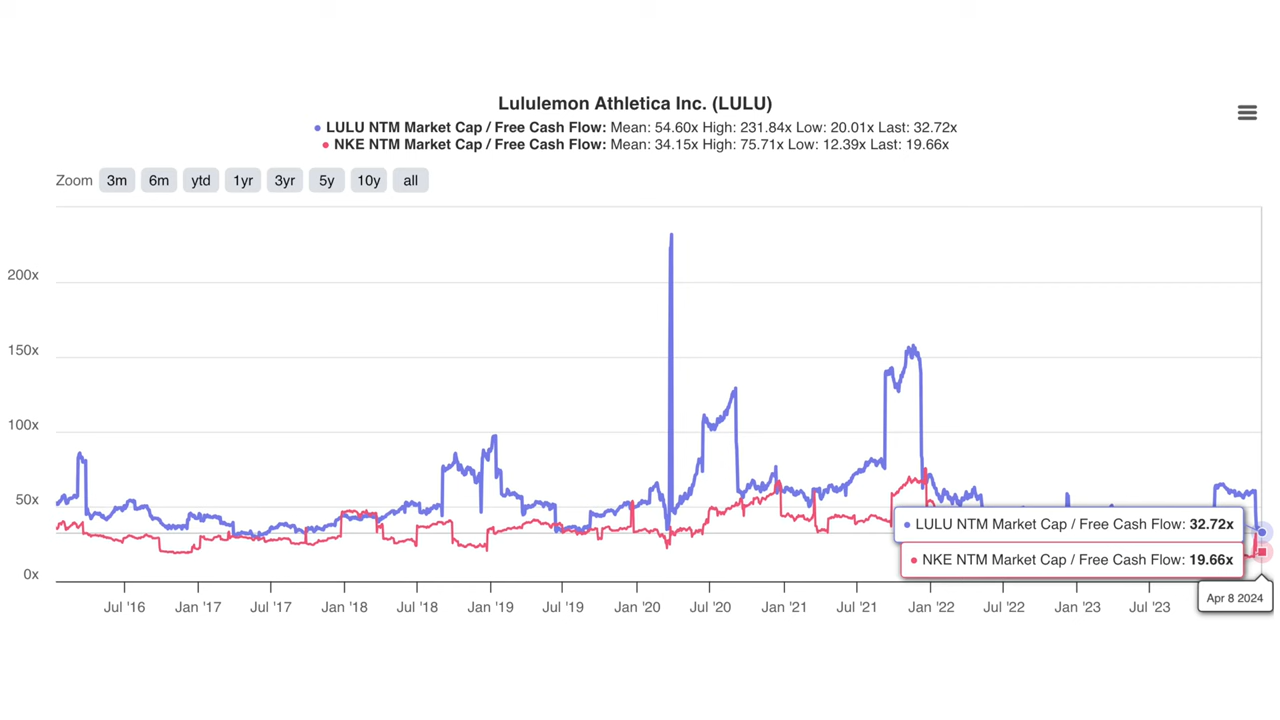 Lululemon Athletica Inc. (LULU)
LULU NTM Market Cap / Free Cash Flow: Mean: 54.60x High: 231.84x Low: 20.01x Last: 32.72x
NKE NTM Market Cap / Free Cash Flow: Mean: 34.15x High: 75.71x Low: 12.39x Last: 19.66x
Zoom 3m 6m ytd 1yr 3yr 5y 10y all
200x
150x
100x
50x
LULU NTM Market Cap / Free Cash Flow: 32.72x
NKE NTM Market Cap / Free Cash Flow: 19.66x
0x
Jul '16 Jan '17 Jul '17 Jan '18 Jul '18 Jan '19 Jul '19 Jan '20 Jul '20 Jan '21 Jul '21 Jan '22 Jul '22 Jan '23 Jul '23
Apr 8 2024